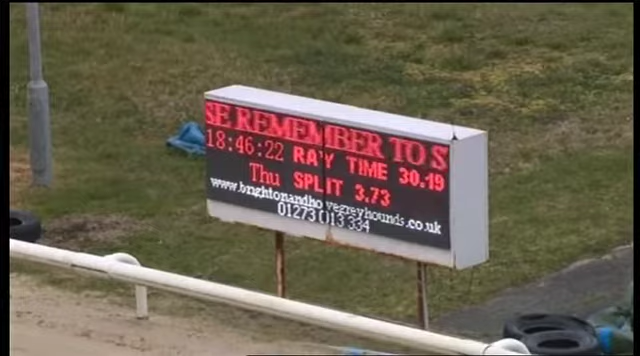 SE REMEMBER TO S
18:46:22 RAW TIME 30.19
Thu SPLIT 3.73
www.brightonandhovegreyhounds.co.uk
01273 013 334